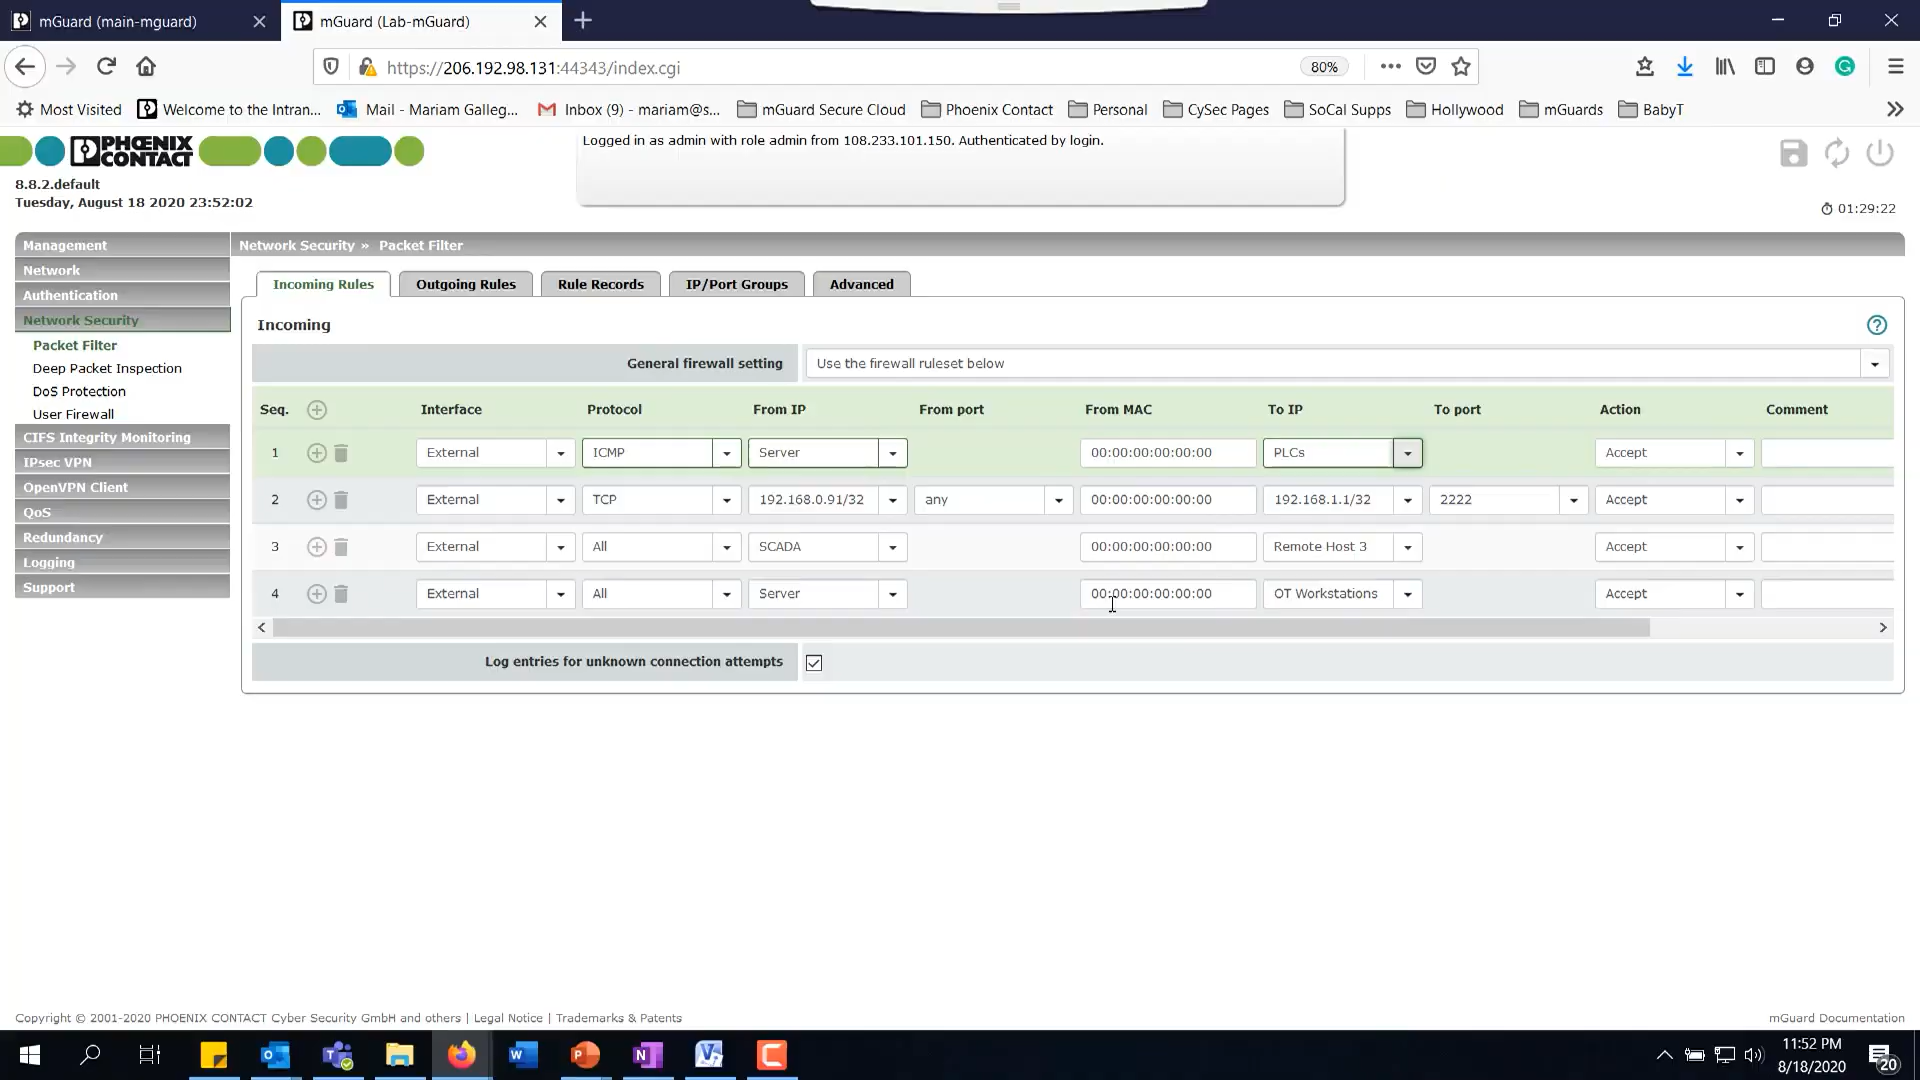 mGuard (main-mguard)
mGuard (Lab-mGuard)
https://206.192.98.131:44343/index.cgi
80%
Most Visited
Welcome to the Intran...
Mail - Mariam Galleg...
Inbox (9) - mariam@s...
mGuard Secure Cloud
Phoenix Contact
Personal
CySec Pages
SoCal Supps
Hollywood
mGuards
BabyT
PHOENIX
CONTACT
Logged in as admin with role admin from 108.233.101.150. Authenticated by login.
8.8.2.default
Tuesday, August 18 2020 23:52:02
01:29:22
Management
Network
Authentication
Network Security
Packet Filter
Deep Packet Inspection
DoS Protection
User Firewall
CIFS Integrity Monitoring
IPsec VPN
OpenVPN Client
QoS
Redundancy
Logging
Support
Network Security » Packet Filter
Incoming Rules
Outgoing Rules
Rule Records
IP/Port Groups
Advanced
Incoming
General firewall setting
Use the firewall ruleset below
Seq. Interface Protocol From IP From port From MAC To IP To port Action Comment
1 External ICMP Server 00:00:00:00:00:00 PLCs Accept
2 External TCP 192.168.0.91/32 any 00:00:00:00:00:00 192.168.1.1/32 2222 Accept
3 External All SCADA 00:00:00:00:00:00 Remote Host 3 Accept
4 External All Server 00:00:00:00:00:00 OT Workstations Accept
Log entries for unknown connection attempts
Copyright © 2001-2020 PHOENIX CONTACT Cyber Security GmbH and others | Legal Notice | Trademarks & Patents
mGuard Documentation
11:52 PM
8/18/2020
20